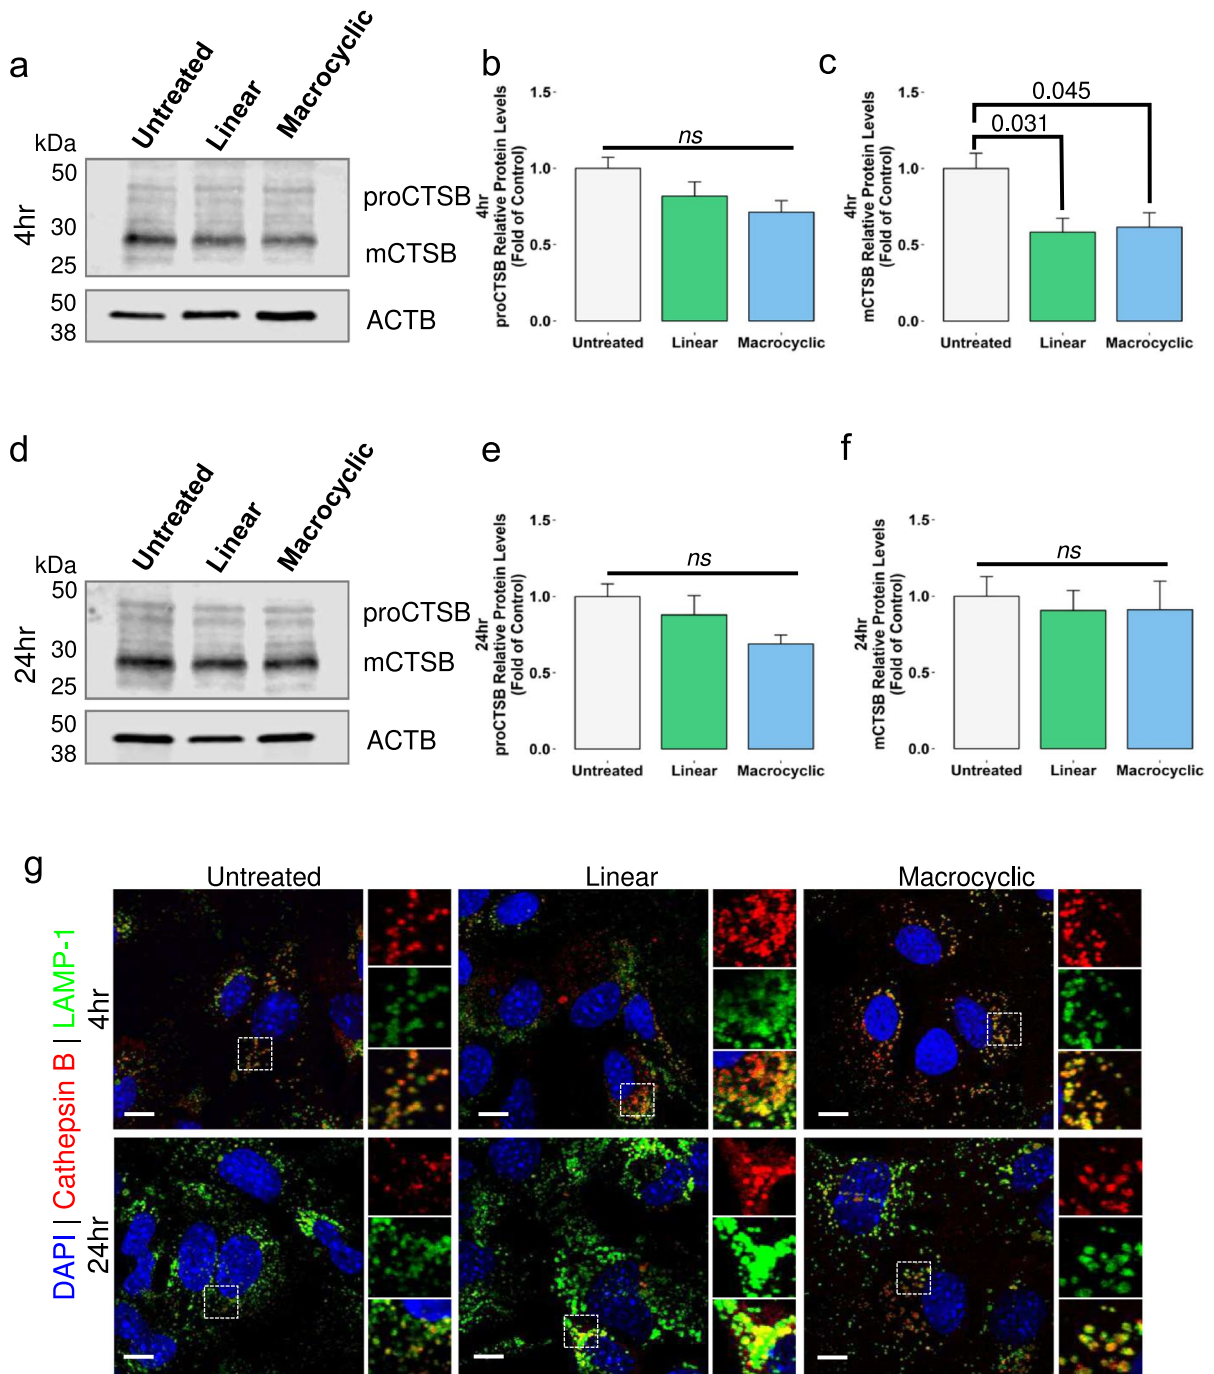 a
Untreated
Linear
Macrocyclic
kDa
50
30
25
50
38
4hr
proCTSB
mCTSB
ACTB
b
4hr
proCTSB Relative Protein Levels
(Fold of Control)
1.5
1.0
0.5
0.0
ns
Untreated Linear Macrocyclic
c
4hr
mCTSB Relative Protein Levels
(Fold of Control)
1.5
1.0
0.5
0.0
0.045
0.031
Untreated Linear Macrocyclic
d
Untreated
Linear
Macrocyclic
kDa
50
30
25
50
38
24hr
proCTSB
mCTSB
ACTB
e
24hr
proCTSB Relative Protein Levels
(Fold of Control)
1.5
1.0
0.5
0.0
ns
Untreated Linear Macrocyclic
f
24hr
mCTSB Relative Protein Levels
(Fold of Control)
1.5
1.0
0.5
0.0
ns
Untreated Linear Macrocyclic
g
Untreated Linear Macrocyclic
DAPI | Cathepsin B | LAMP-1
4hr
24hr